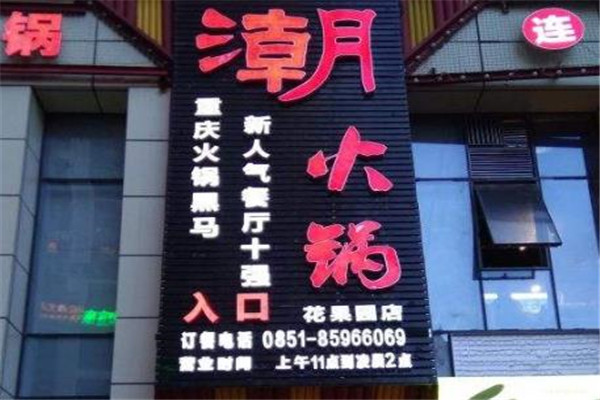 锅
连
潮
火锅
重庆火锅黑马
新人气餐厅十强
入口
花果园店
订餐电话 0851-85966069
营业时间 上午11点到凌晨2点